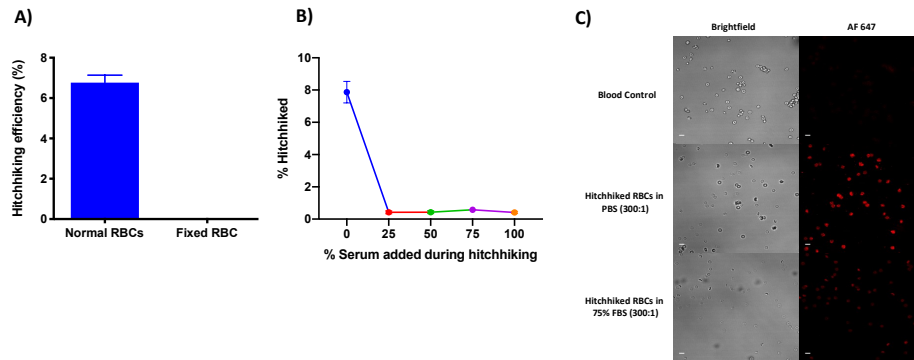 A)
Hitchhiking efficiency (%)
8
6
4
2
0
Normal RBCs
Fixed RBC
B)
% Hitchhiked
10
8
6
4
2
0
0
25
50
75
100
% Serum added during hitchhiking
C)
Brightfield
AF 647
Blood Control
Hitchhiked RBCs in
PBS (300:1)
Hitchhiked RBCs in
75% FBS (300:1)